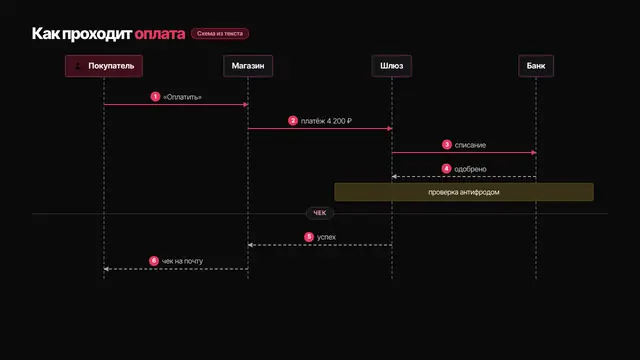 Как проходит оплата
Схема из текста
Покупатель
Магазин
Шлюз
Банк
1 «Оплатить»
2 платёж 4 200 ₽
3 списание
4 одобрено
проверка антифродом
ЧЕК
5 успех
6 чек на почту